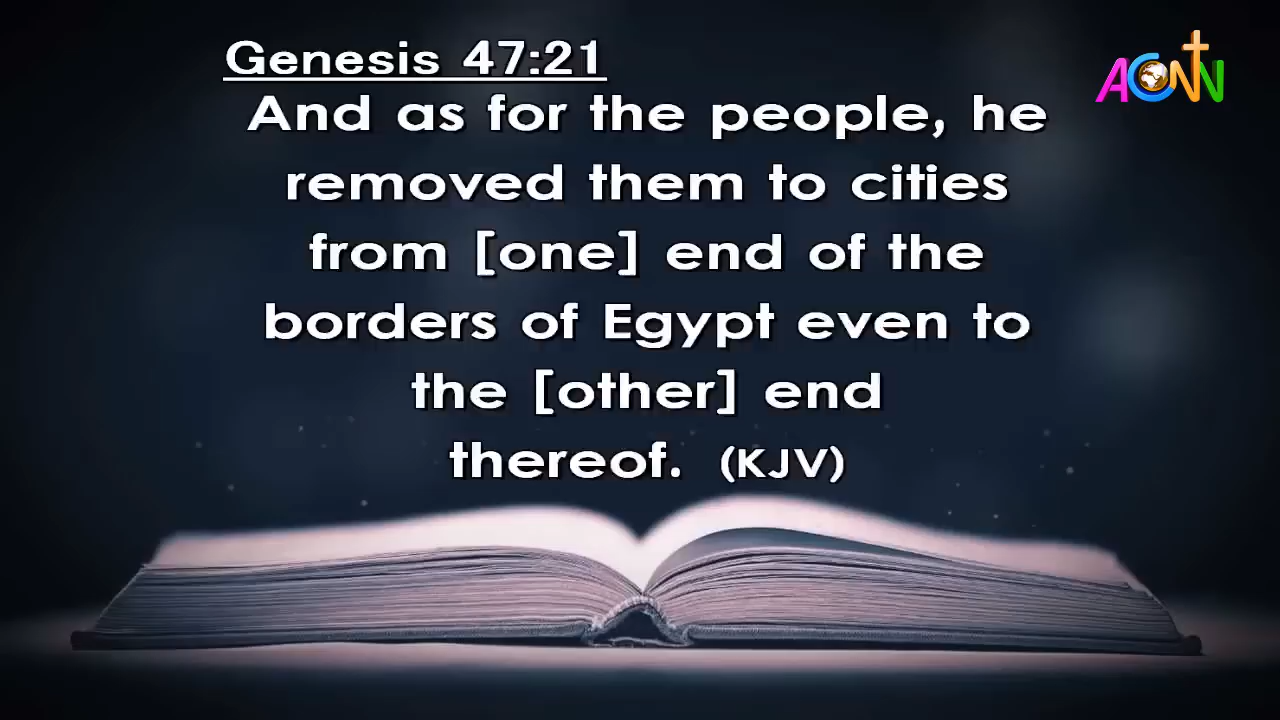 Genesis 47:21
ACNN
And as for the people, he
removed them to cities
from [one] end of the
borders of Egypt even to
the [other] end
thereof. (KJV)